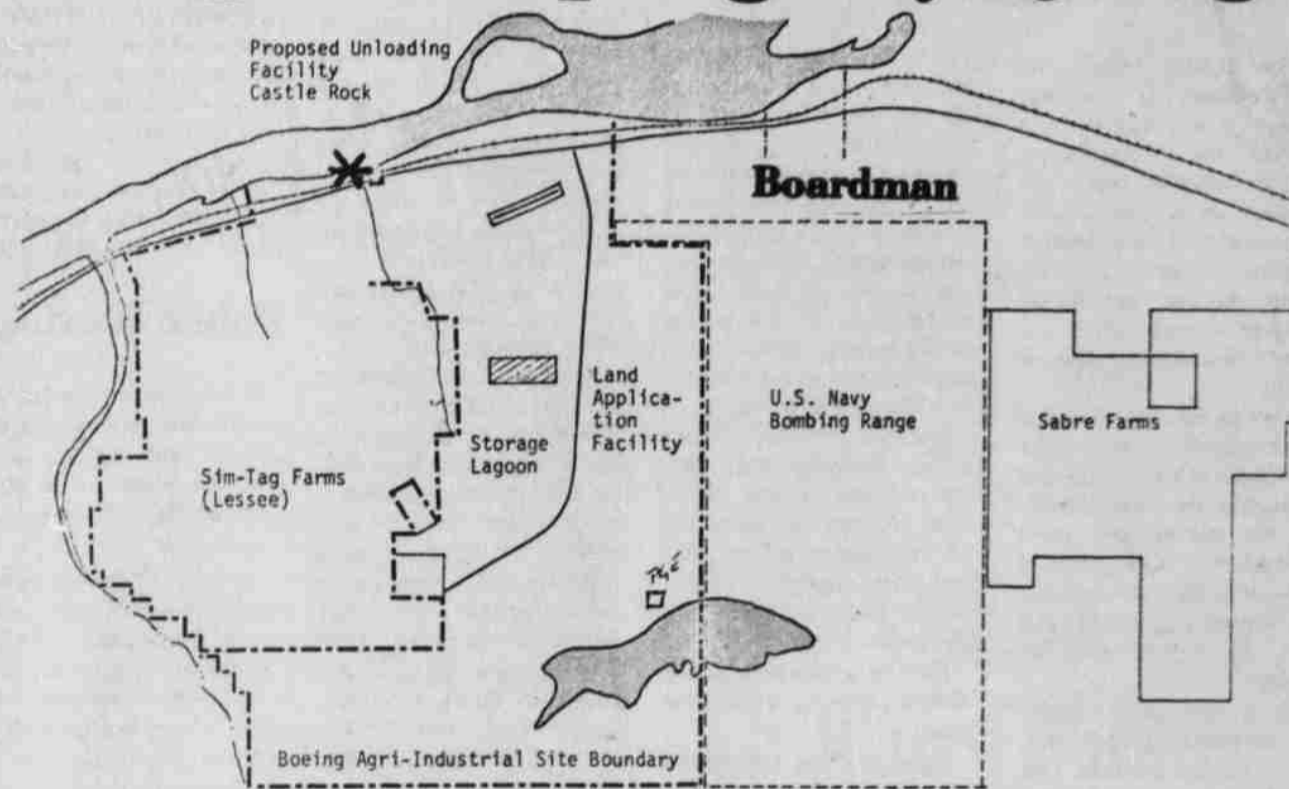 Proposed Unloading
Facility
Castle Rock
Boardman
Land
Applica-
tion
Facility
Storage
Lagoon
U.S. Navy
Bombing Range
Sabre Farms
Sim-Tag Farms
(Lessee)
PGE
Boeing Agri-Industrial Site Boundary